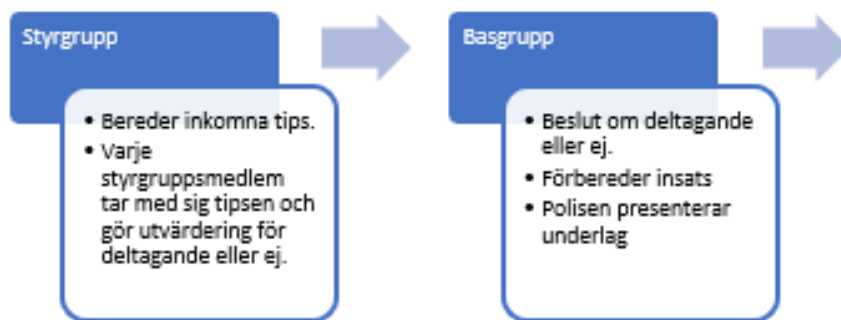 Styrgrupp
• Bereder inkomna tips.
• Varje
styrgruppsmedlem
tar med sig tipsen och
gör utvärdering för
deltagande eller ej.
Basgrupp
• Beslut om deltagande
eller ej.
• Förbereder insats
• Polisen presenterar
underlag